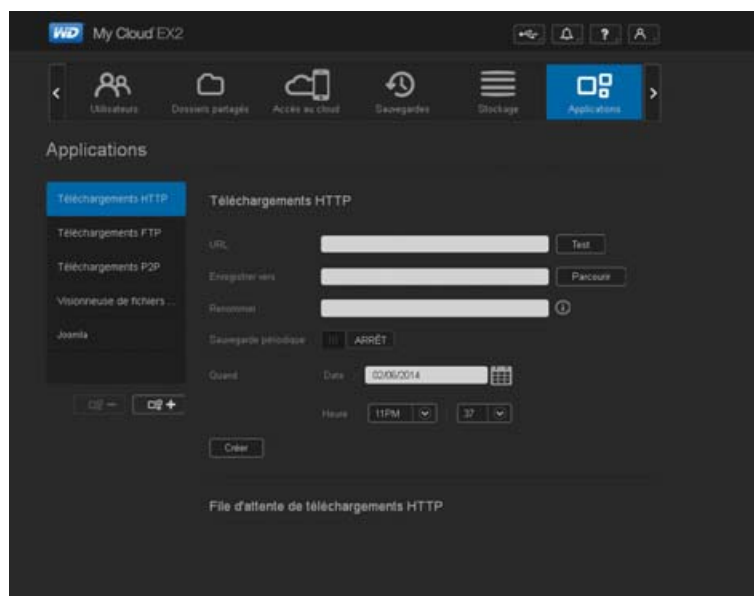 WD My Cloud EX2
?
Utilisateurs Dossiers partagés Accès au cloud Sauvegardes Stockage Applications
Applications
Téléchargements HTTP
Téléchargements FTP
Téléchargements P2P
Visionneuse de fichiers ...
Joomla
Téléchargements HTTP
URL Test
Enregistrer vers Parcourir
Renommer
Sauvegarde périodique ARRÊT
Quand Date 02/06/2014
Heure 11PM 37
Créer
File d'attente de téléchargements HTTP